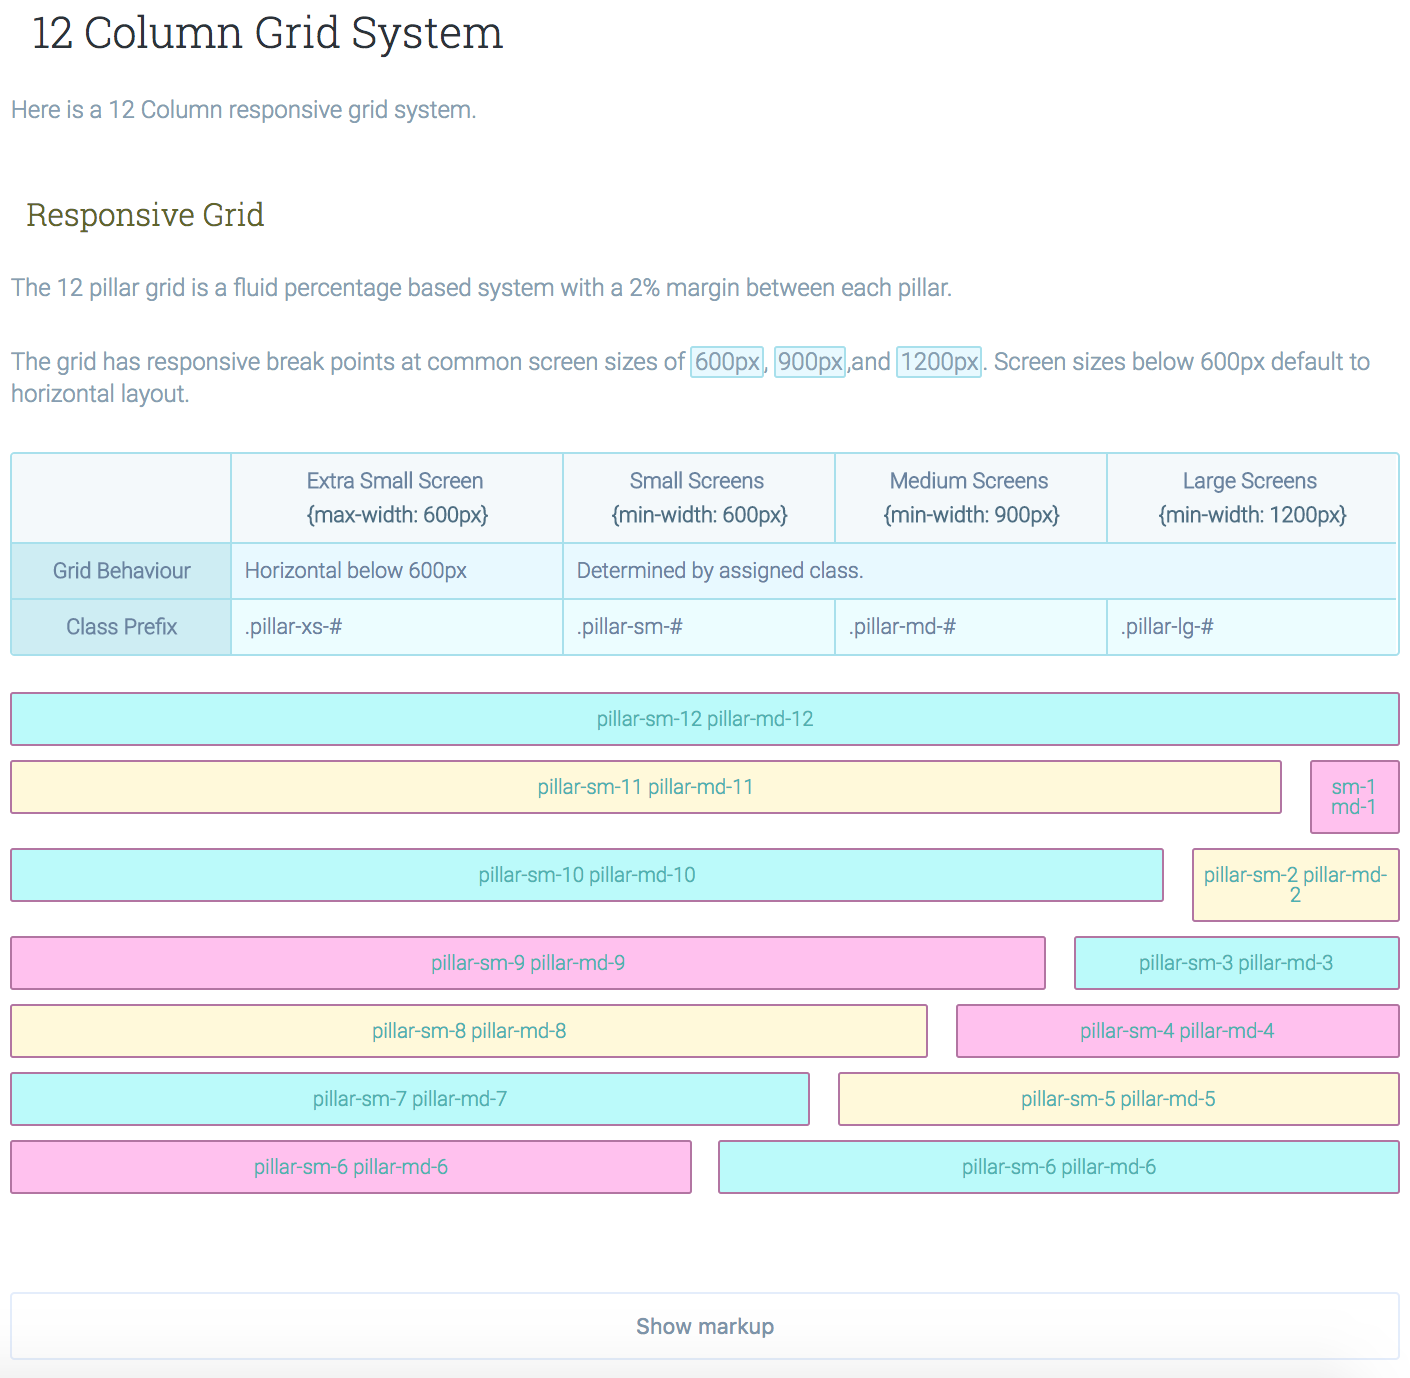 12 Column Grid System
Here is a 12 Column responsive grid system.
Responsive Grid
The 12 pillar grid is a fluid percentage based system with a 2% margin between each pillar.
The grid has responsive break points at common screen sizes of 600px, 900px,and 1200px. Screen sizes below 600px default to
horizontal layout.
Extra Small Screen Small Screens Medium Screens Large Screens
{max-width: 600px} {min-width: 600px} {min-width: 900px} {min-width: 1200px}
Grid Behaviour Horizontal below 600px Determined by assigned class.
Class Prefix .pillar-xs-# .pillar-sm-# .pillar-md-# .pillar-lg-#
pillar-sm-12 pillar-md-12
pillar-sm-11 pillar-md-11 sm-1
md-1
pillar-sm-10 pillar-md-10 pillar-sm-2 pillar-md-
2
pillar-sm-9 pillar-md-9 pillar-sm-3 pillar-md-3
pillar-sm-8 pillar-md-8 pillar-sm-4 pillar-md-4
pillar-sm-7 pillar-md-7 pillar-sm-5 pillar-md-5
pillar-sm-6 pillar-md-6 pillar-sm-6 pillar-md-6
Show markup